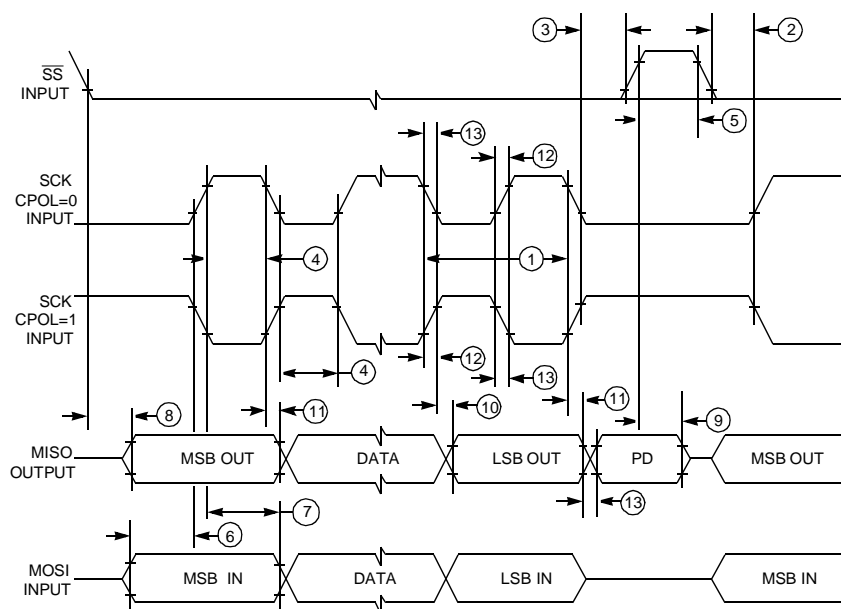 3
2
SS
INPUT
5
13
12
SCK
CPOL=0
INPUT
4
1
SCK
CPOL=1
INPUT
12
4
13
8
11
10
11
9
MISO
OUTPUT
MSB OUT
DATA
LSB OUT
PD
MSB OUT
13
7
6
MOSI
INPUT
MSB IN
DATA
LSB IN
MSB IN